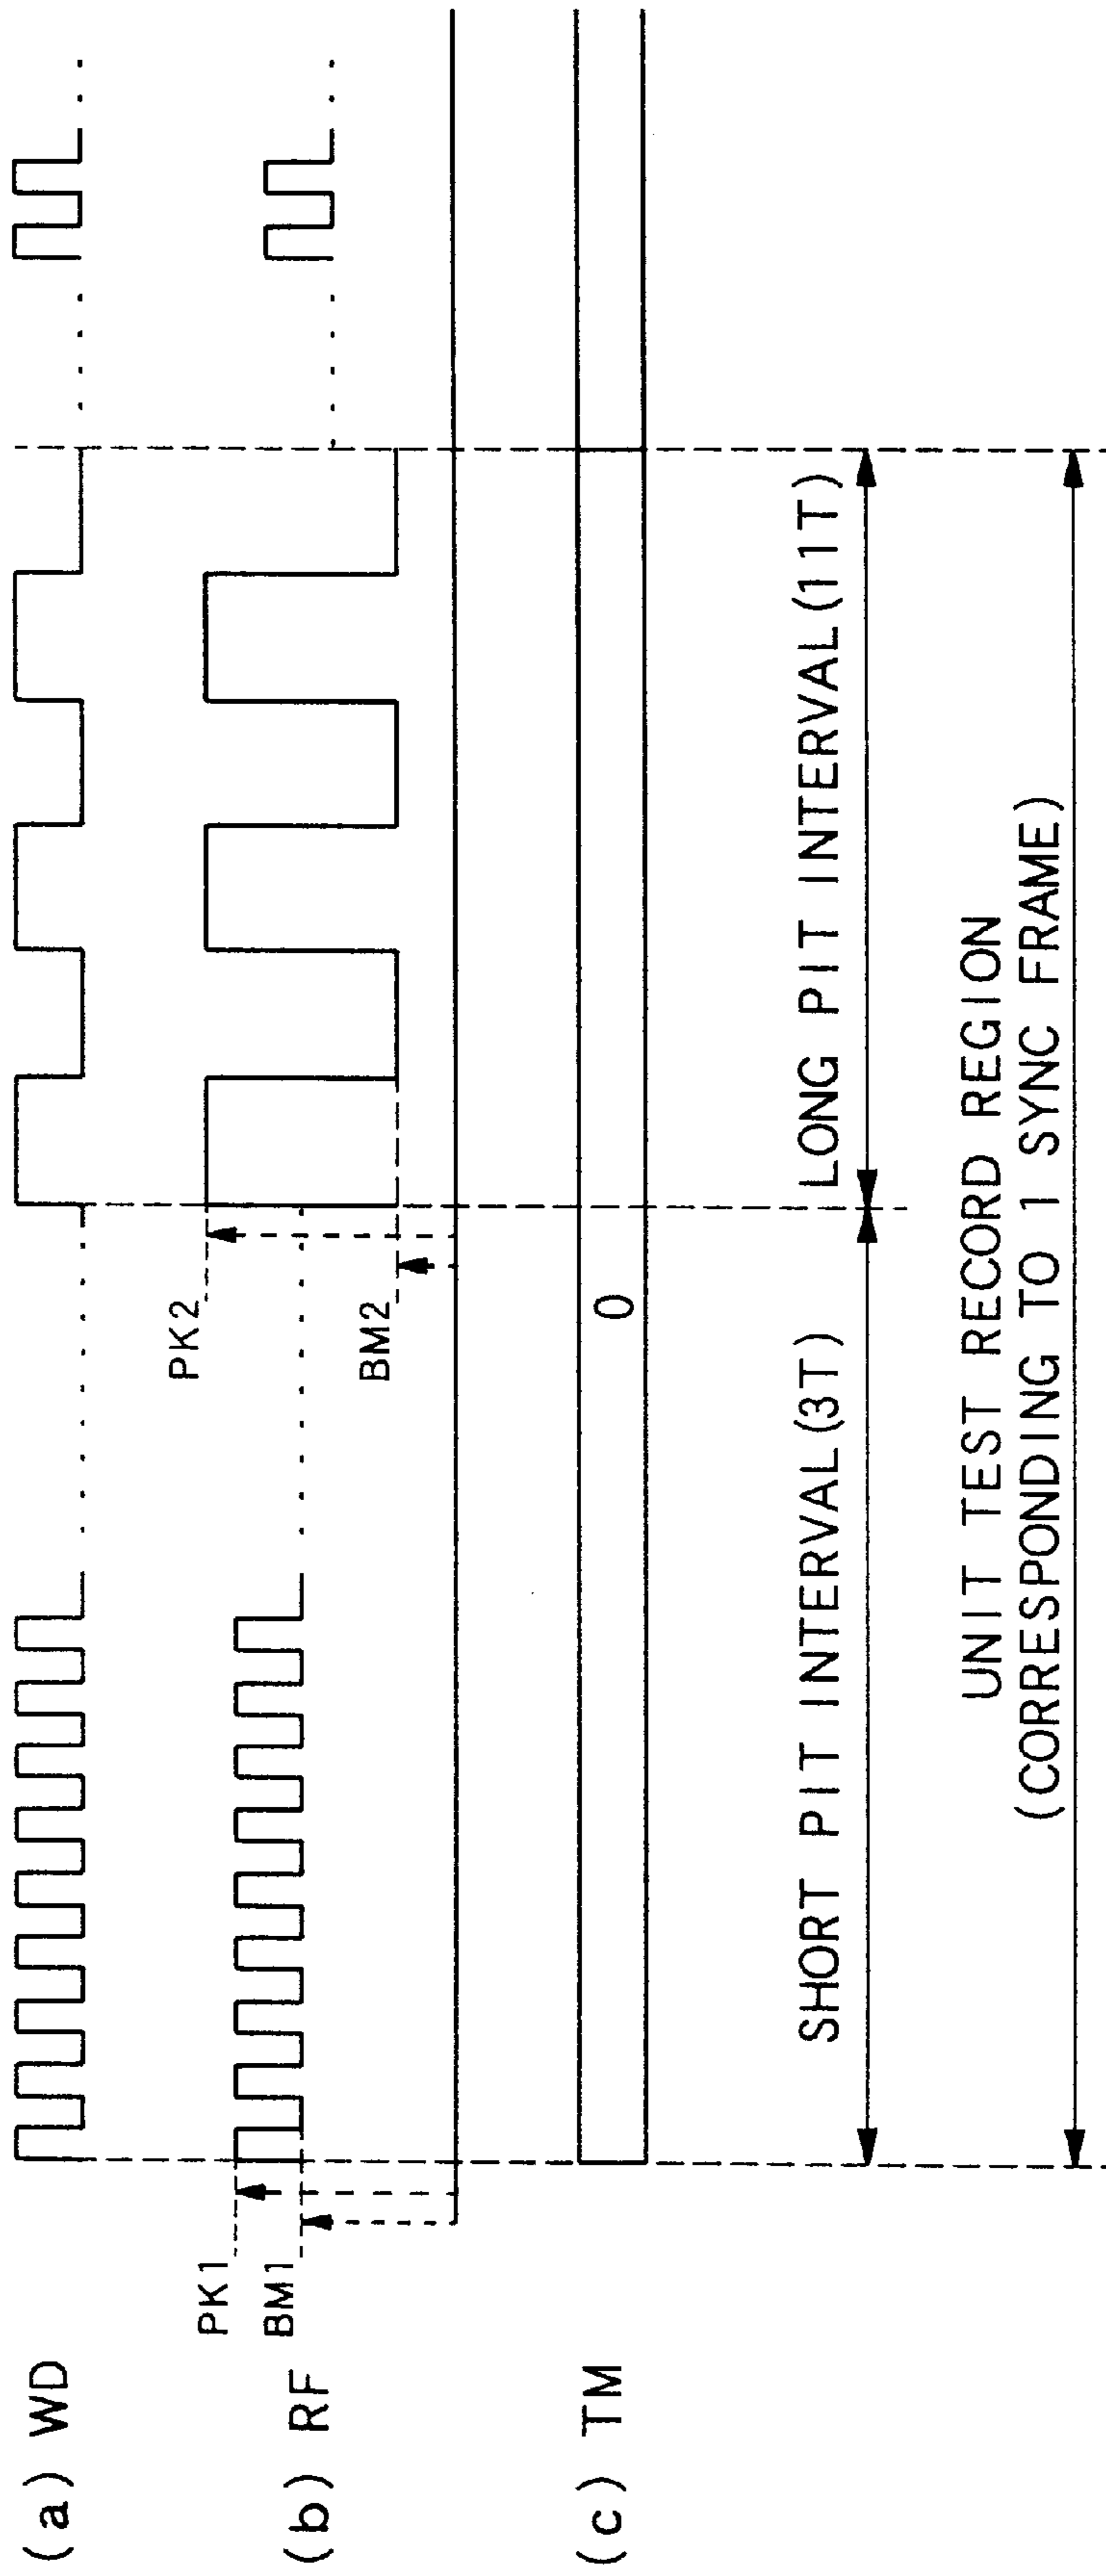 (a) WD
PK1
BM1
(b) RF
PK2
BM2
(c) TM
0
SHORT PIT INTERVAL(3T)
LONG PIT INTERVAL(11T)
UNIT TEST RECORD REGION
(CORRESPONDING TO 1 SYNC FRAME)